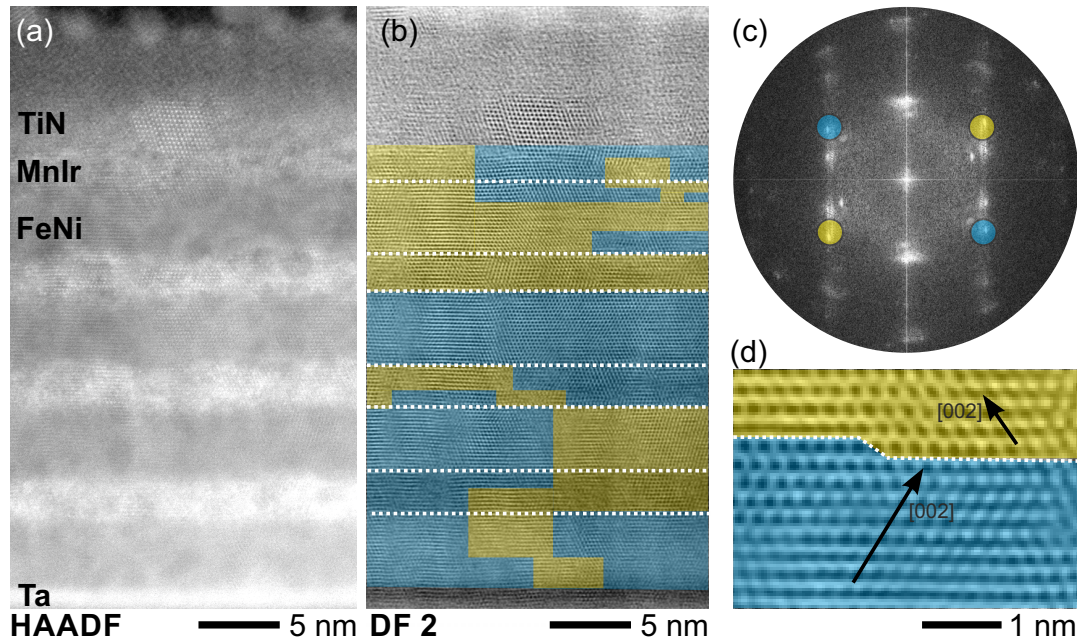 (a)
TiN
MnIr
FeNi
Ta
HAADF 5 nm
(b)
DF 2 5 nm
(c)
(d)
[002]
[002]
1 nm